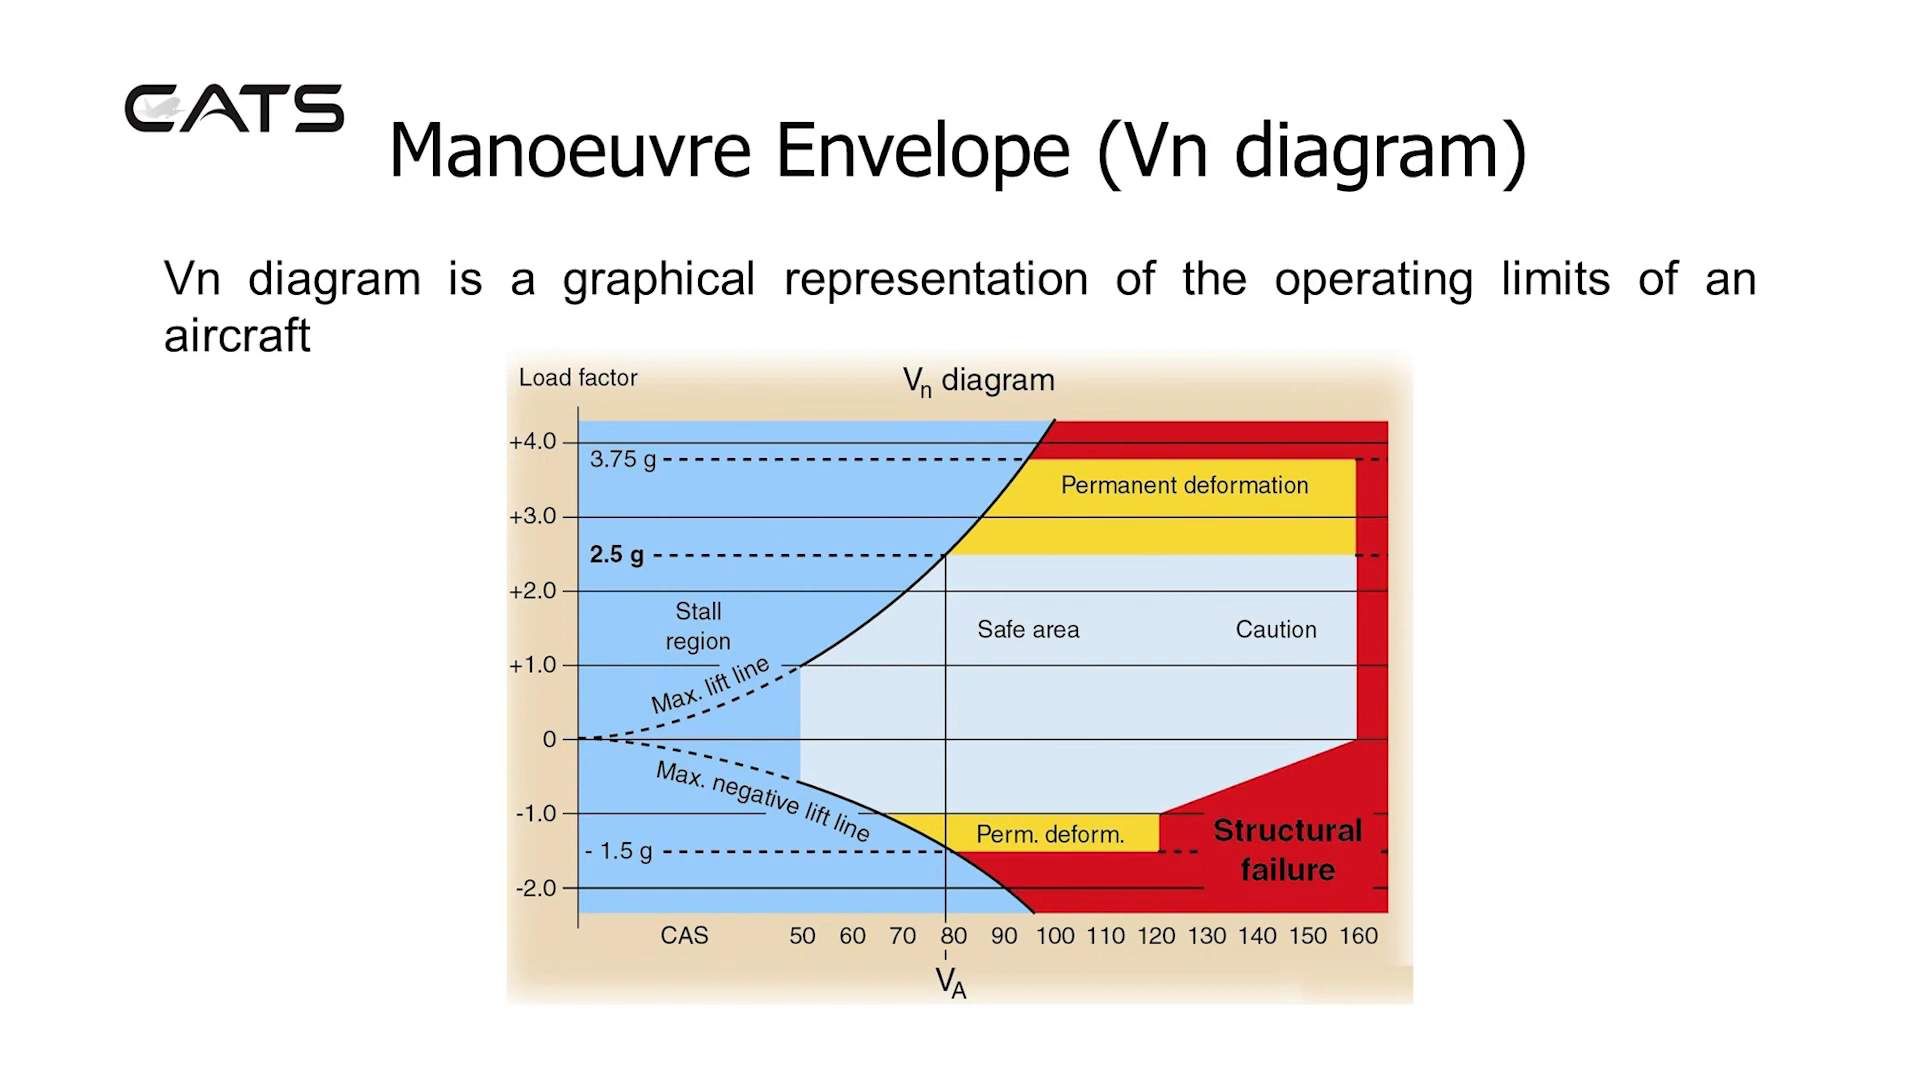 CATS
Manoeuvre Envelope (Vn diagram)
Vn diagram is a graphical representation of the operating limits of an
aircraft
Load factor
Vn diagram
+4.0
3.75 g
Permanent deformation
+3.0
2.5 g
+2.0
Stall
region
Safe area
Caution
+1.0
Max. lift line
0
Max. negative lift line
-1.0
Perm. deform.
Structural
failure
- 1.5 g
-2.0
CAS 50 60 70 80 90 100 110 120 130 140 150 160
VA